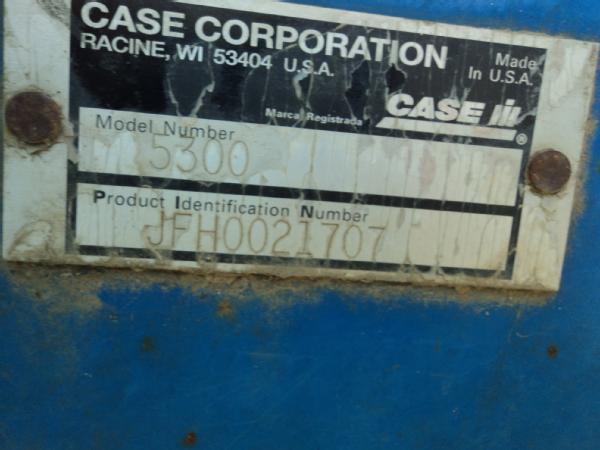 CASE CORPORATION
RACINE, WI 53404 U.S.A.
Made
In U.S.A.
Marca Registrada
CASE IH
®
Model Number
5300
Product Identification Number
JFH0021707